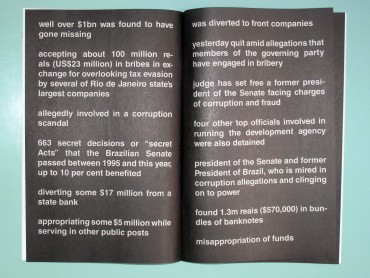 well over $1bn was found to have
gone missing
accepting about 100 million re-
als (US$23 million) in bribes in ex-
change for overlooking tax evasion
by several of Rio de Janeiro state's
largest companies
allegedly involved in a corruption
scandal
663 secret decisions or “secret
Acts” that the Brazilian Senate
passed between 1995 and this year,
up to 10 per cent benefited
diverting some $17 million from a
state bank
appropriating some $5 million while
serving in other public posts
was diverted to front companies
yesterday quit amid allegations that
members of the governing party
have engaged in bribery
judge has set free a former presi-
dent of the Senate facing charges
of corruption and fraud
four other top officials involved in
running the development agency
were also detained
president of the Senate and former
President of Brazil, who is mired in
corruption allegations and clinging
on to power
found 1.3m reais ($570,000) in bun-
dles of banknotes
misappropriation of funds